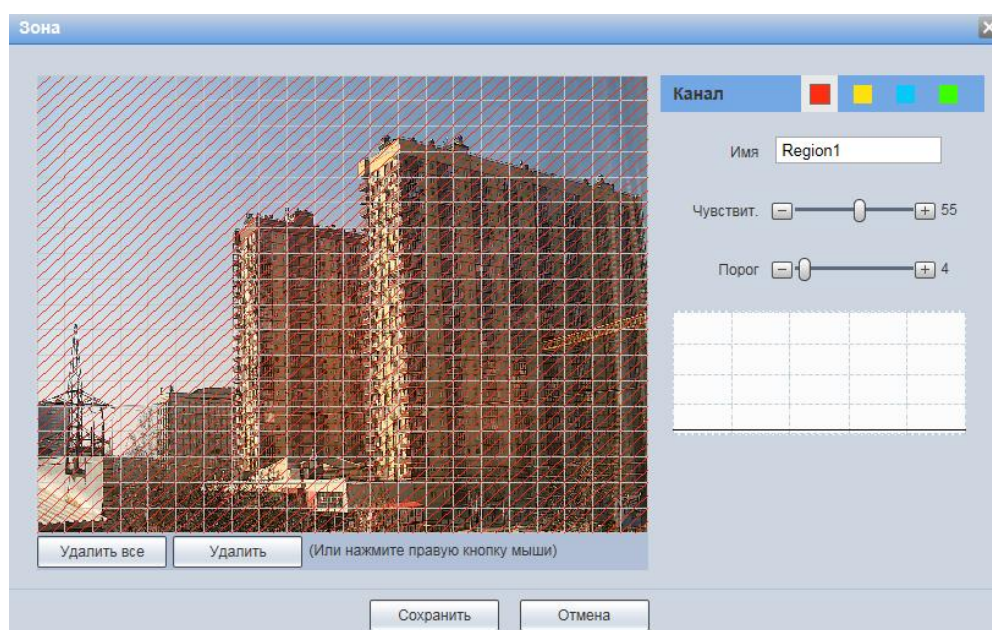 Зона
Канал
Имя Region1
Чувствит. 55
Порог 4
Удалить все Удалить (Или нажмите правую кнопку мыши)
Сохранить Отмена